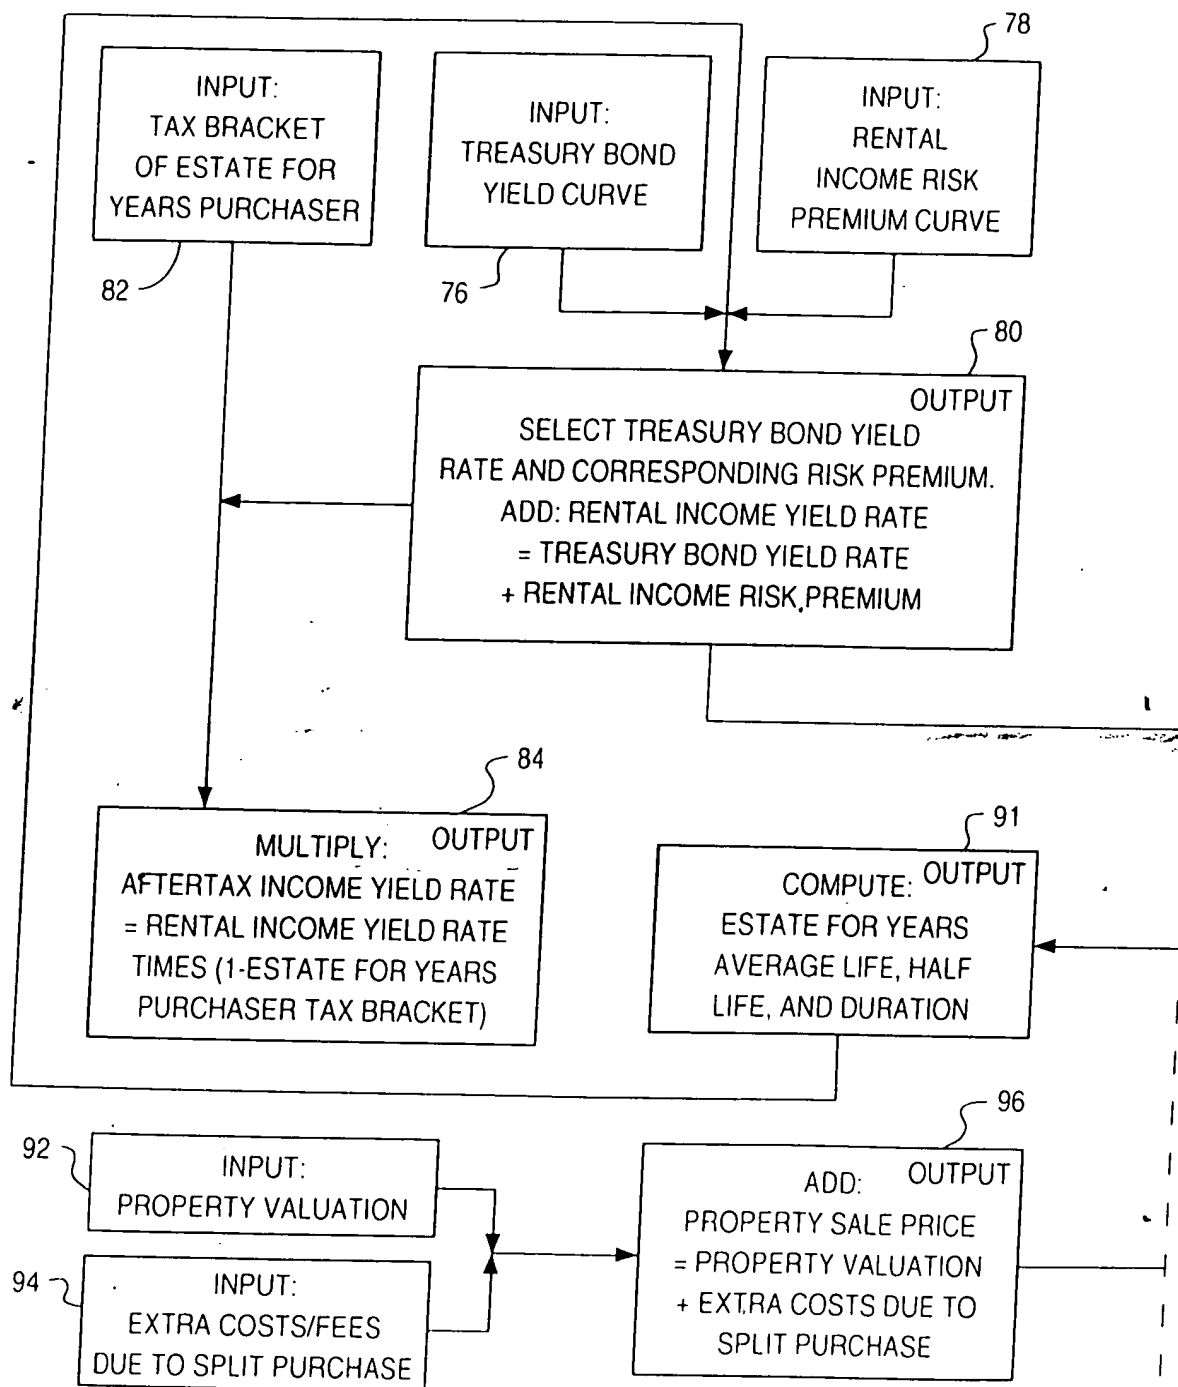 78
INPUT:
TAX BRACKET
OF ESTATE FOR
YEARS PURCHASER
82
INPUT:
TREASURY BOND
YIELD CURVE
76
INPUT:
RENTAL
INCOME RISK
PREMIUM CURVE
80
OUTPUT
SELECT TREASURY BOND YIELD
RATE AND CORRESPONDING RISK PREMIUM.
ADD: RENTAL INCOME YIELD RATE
= TREASURY BOND YIELD RATE
+ RENTAL INCOME RISK PREMIUM
84
MULTIPLY: OUTPUT
AFTERTAX INCOME YIELD RATE
= RENTAL INCOME YIELD RATE
TIMES (1-ESTATE FOR YEARS
PURCHASER TAX BRACKET)
91
COMPUTE: OUTPUT
ESTATE FOR YEARS
AVERAGE LIFE, HALF
LIFE, AND DURATION
92
INPUT:
PROPERTY VALUATION
94
INPUT:
EXTRA COSTS/FEES
DUE TO SPLIT PURCHASE
96
ADD: OUTPUT
PROPERTY SALE PRICE
= PROPERTY VALUATION
+ EXTRA COSTS DUE TO
SPLIT PURCHASE